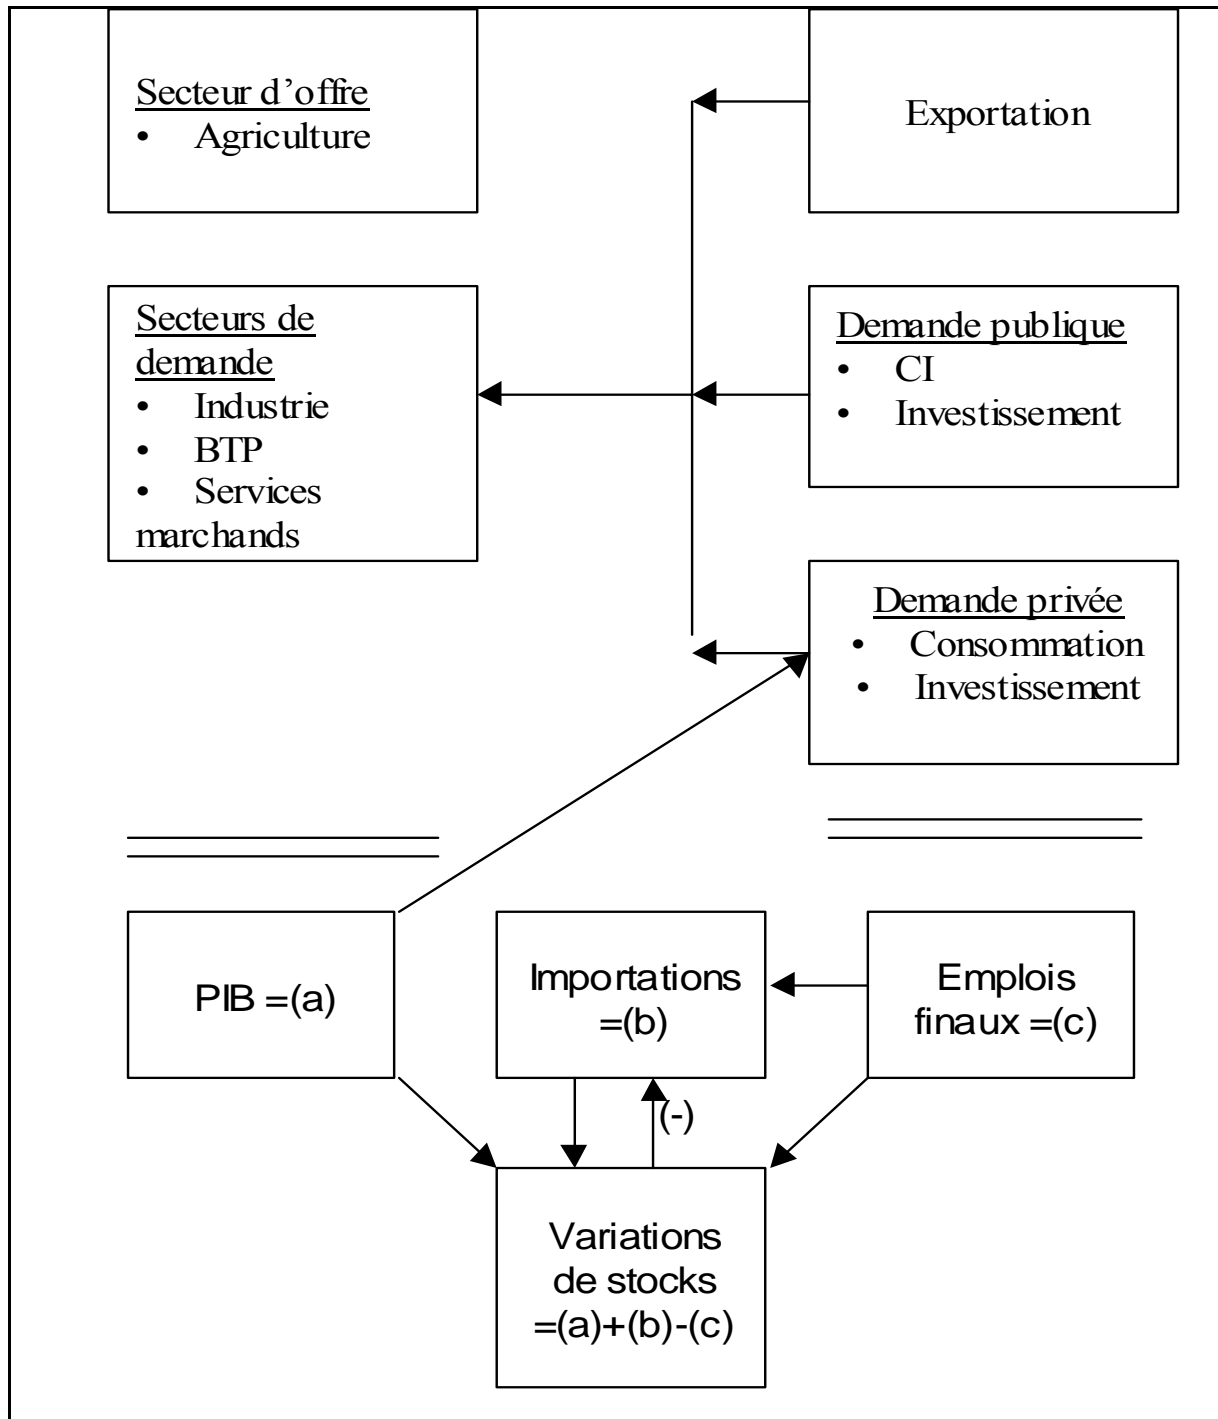 Secteur d’offre
• Agriculture
Exportation
Secteurs de
demande
• Industrie
• BTP
• Services
marchands
Demande publique
• CI
• Investissement
Demande privée
• Consommation
• Investissement
PIB =(a)
Importations
=(b)
Emplois
finaux =(c)
(-)
Variations
de stocks
=(a)+(b)-(c)